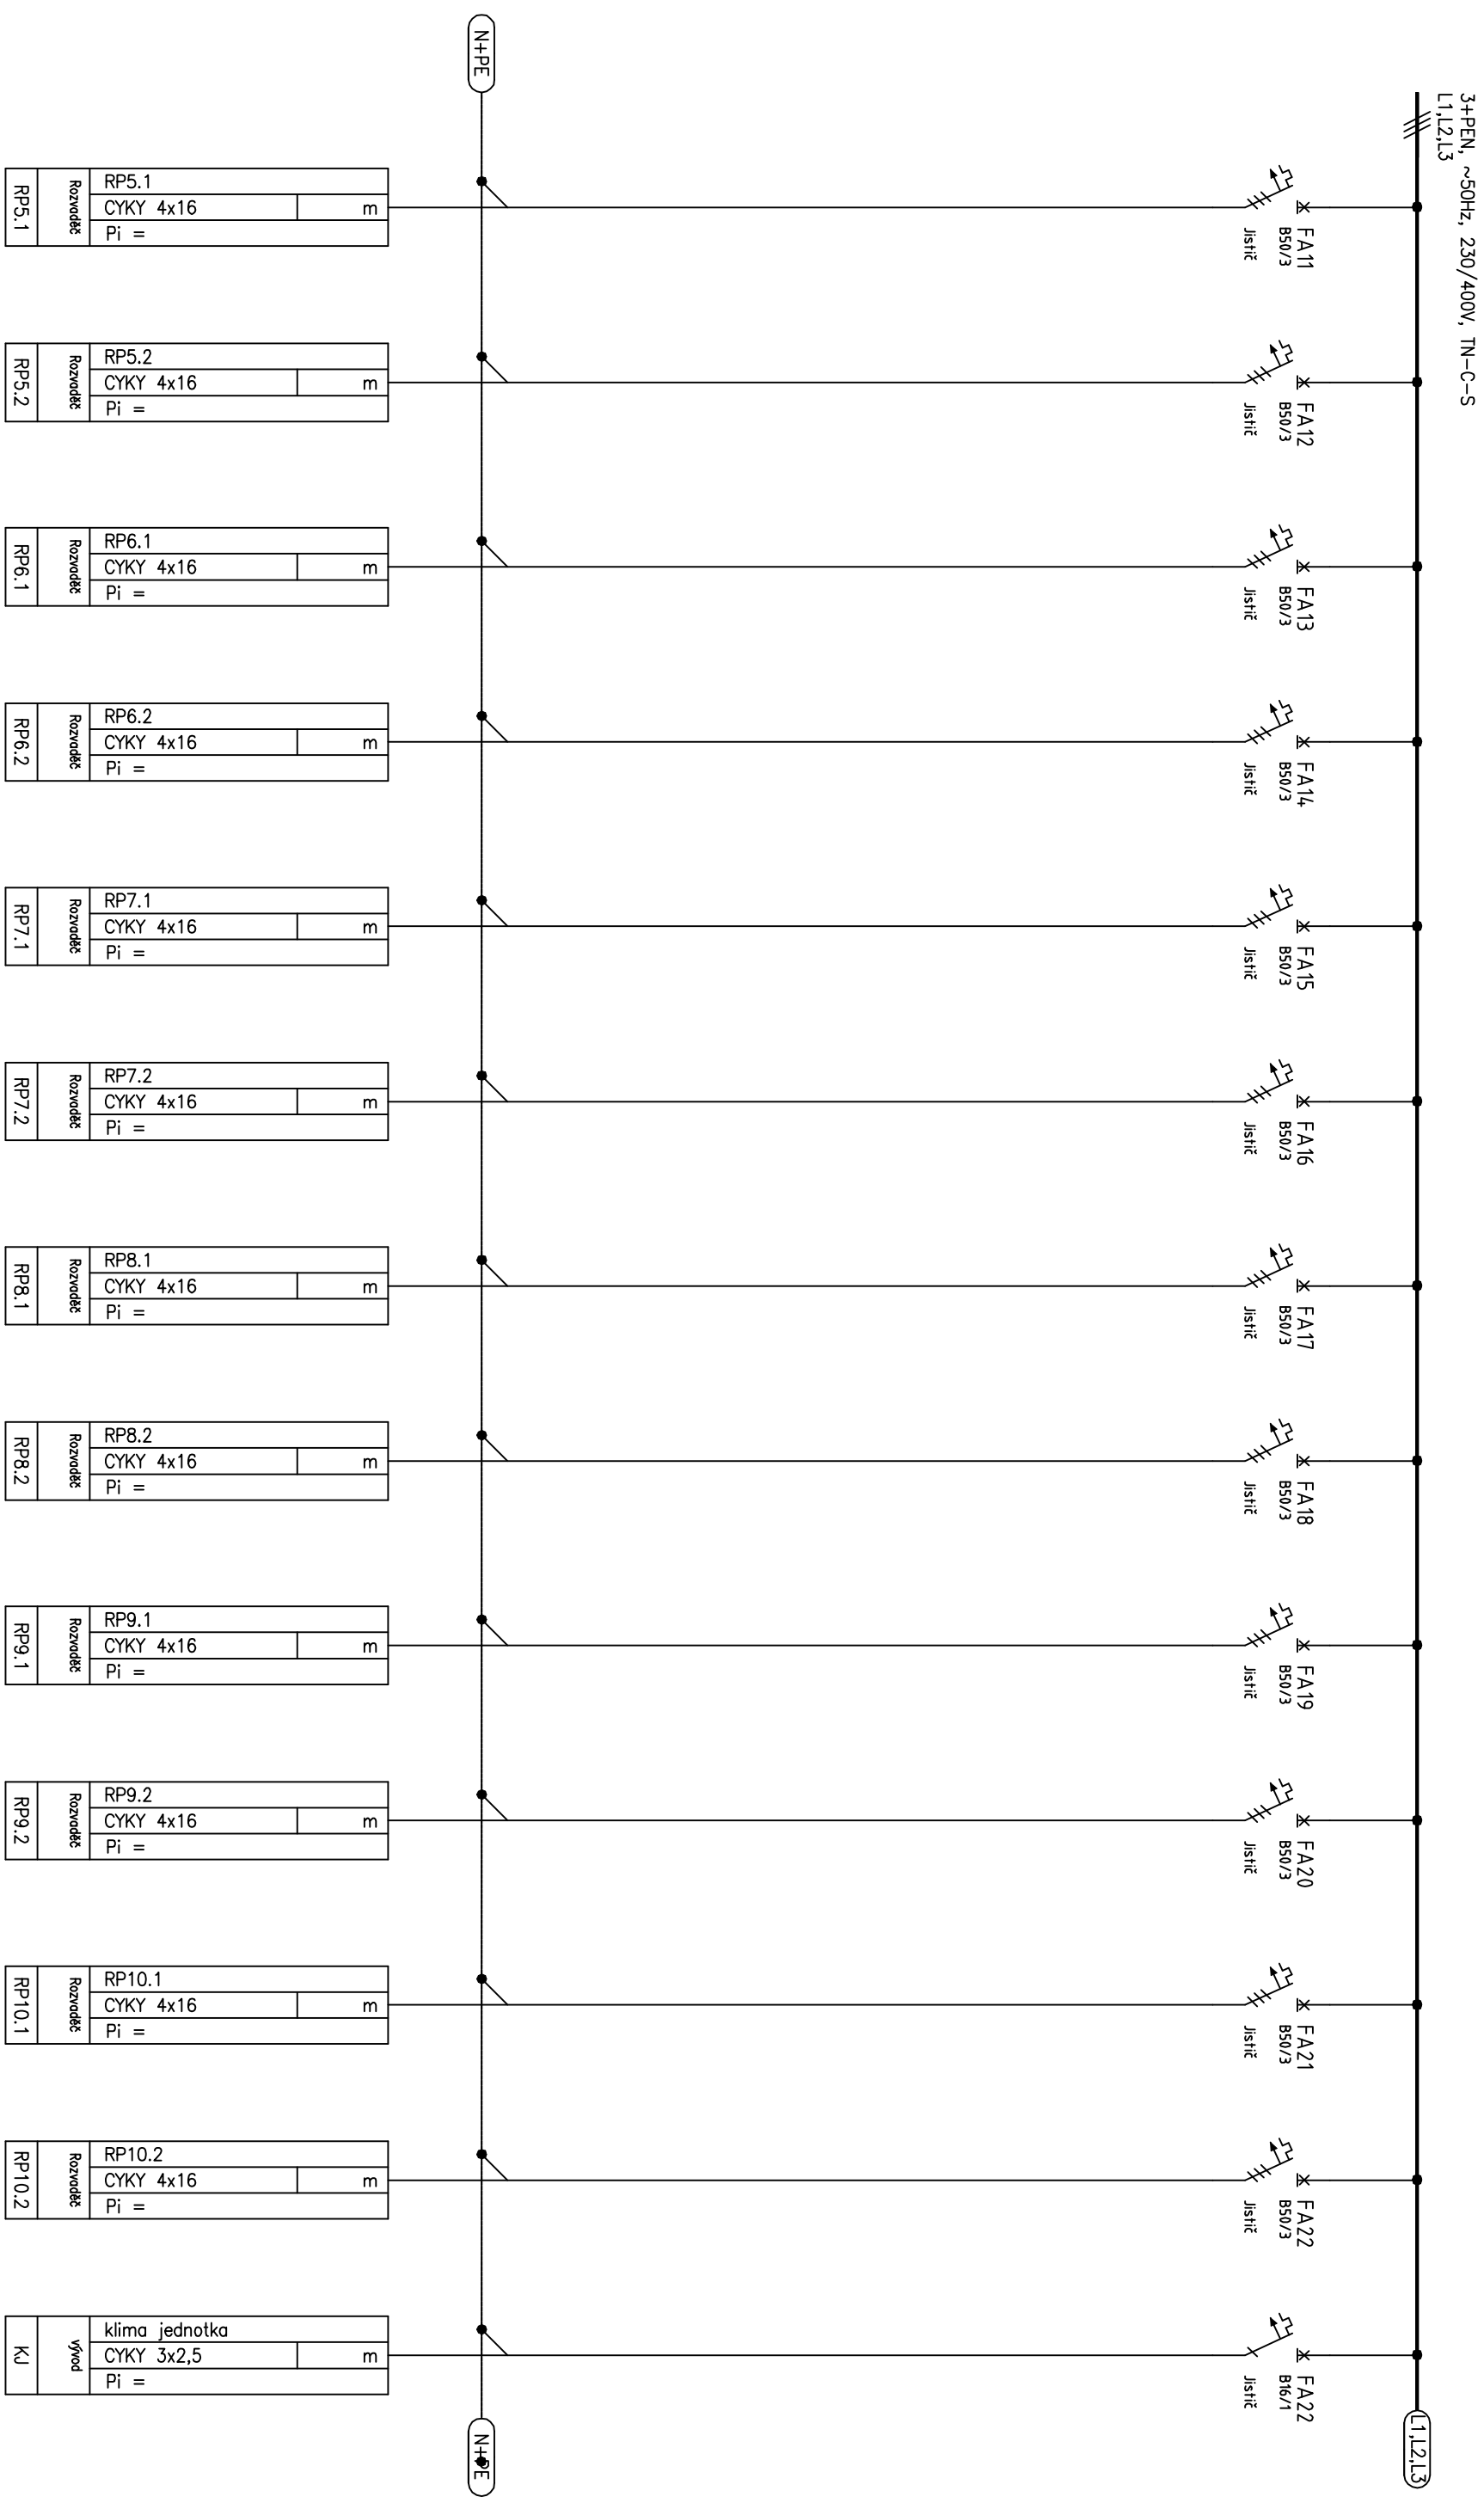 3+PEN, ~50Hz, 230/400V, TN-C-S
L1,L2,L3
N+PE
FA11
B50/3
Jistič
RP5.1
CYKY 4x16 m
Pi =
Rozvaděč
RP5.1
FA12
B50/3
Jistič
RP5.2
CYKY 4x16 m
Pi =
Rozvaděč
RP5.2
FA13
B50/3
Jistič
RP6.1
CYKY 4x16 m
Pi =
Rozvaděč
RP6.1
FA14
B50/3
Jistič
RP6.2
CYKY 4x16 m
Pi =
Rozvaděč
RP6.2
FA15
B50/3
Jistič
RP7.1
CYKY 4x16 m
Pi =
Rozvaděč
RP7.1
FA16
B50/3
Jistič
RP7.2
CYKY 4x16 m
Pi =
Rozvaděč
RP7.2
FA17
B50/3
Jistič
RP8.1
CYKY 4x16 m
Pi =
Rozvaděč
RP8.1
FA18
B50/3
Jistič
RP8.2
CYKY 4x16 m
Pi =
Rozvaděč
RP8.2
FA19
B50/3
Jistič
RP9.1
CYKY 4x16 m
Pi =
Rozvaděč
RP9.1
FA20
B50/3
Jistič
RP9.2
CYKY 4x16 m
Pi =
Rozvaděč
RP9.2
FA21
B50/3
Jistič
RP10.1
CYKY 4x16 m
Pi =
Rozvaděč
RP10.1
FA22
B50/3
Jistič
RP10.2
CYKY 4x16 m
Pi =
Rozvaděč
RP10.2
FA22
B16/1
Jistič
klima jednotka
CYKY 3x2,5 m
Pi =
vývod
KJ
L1,L2,L3
N+PE